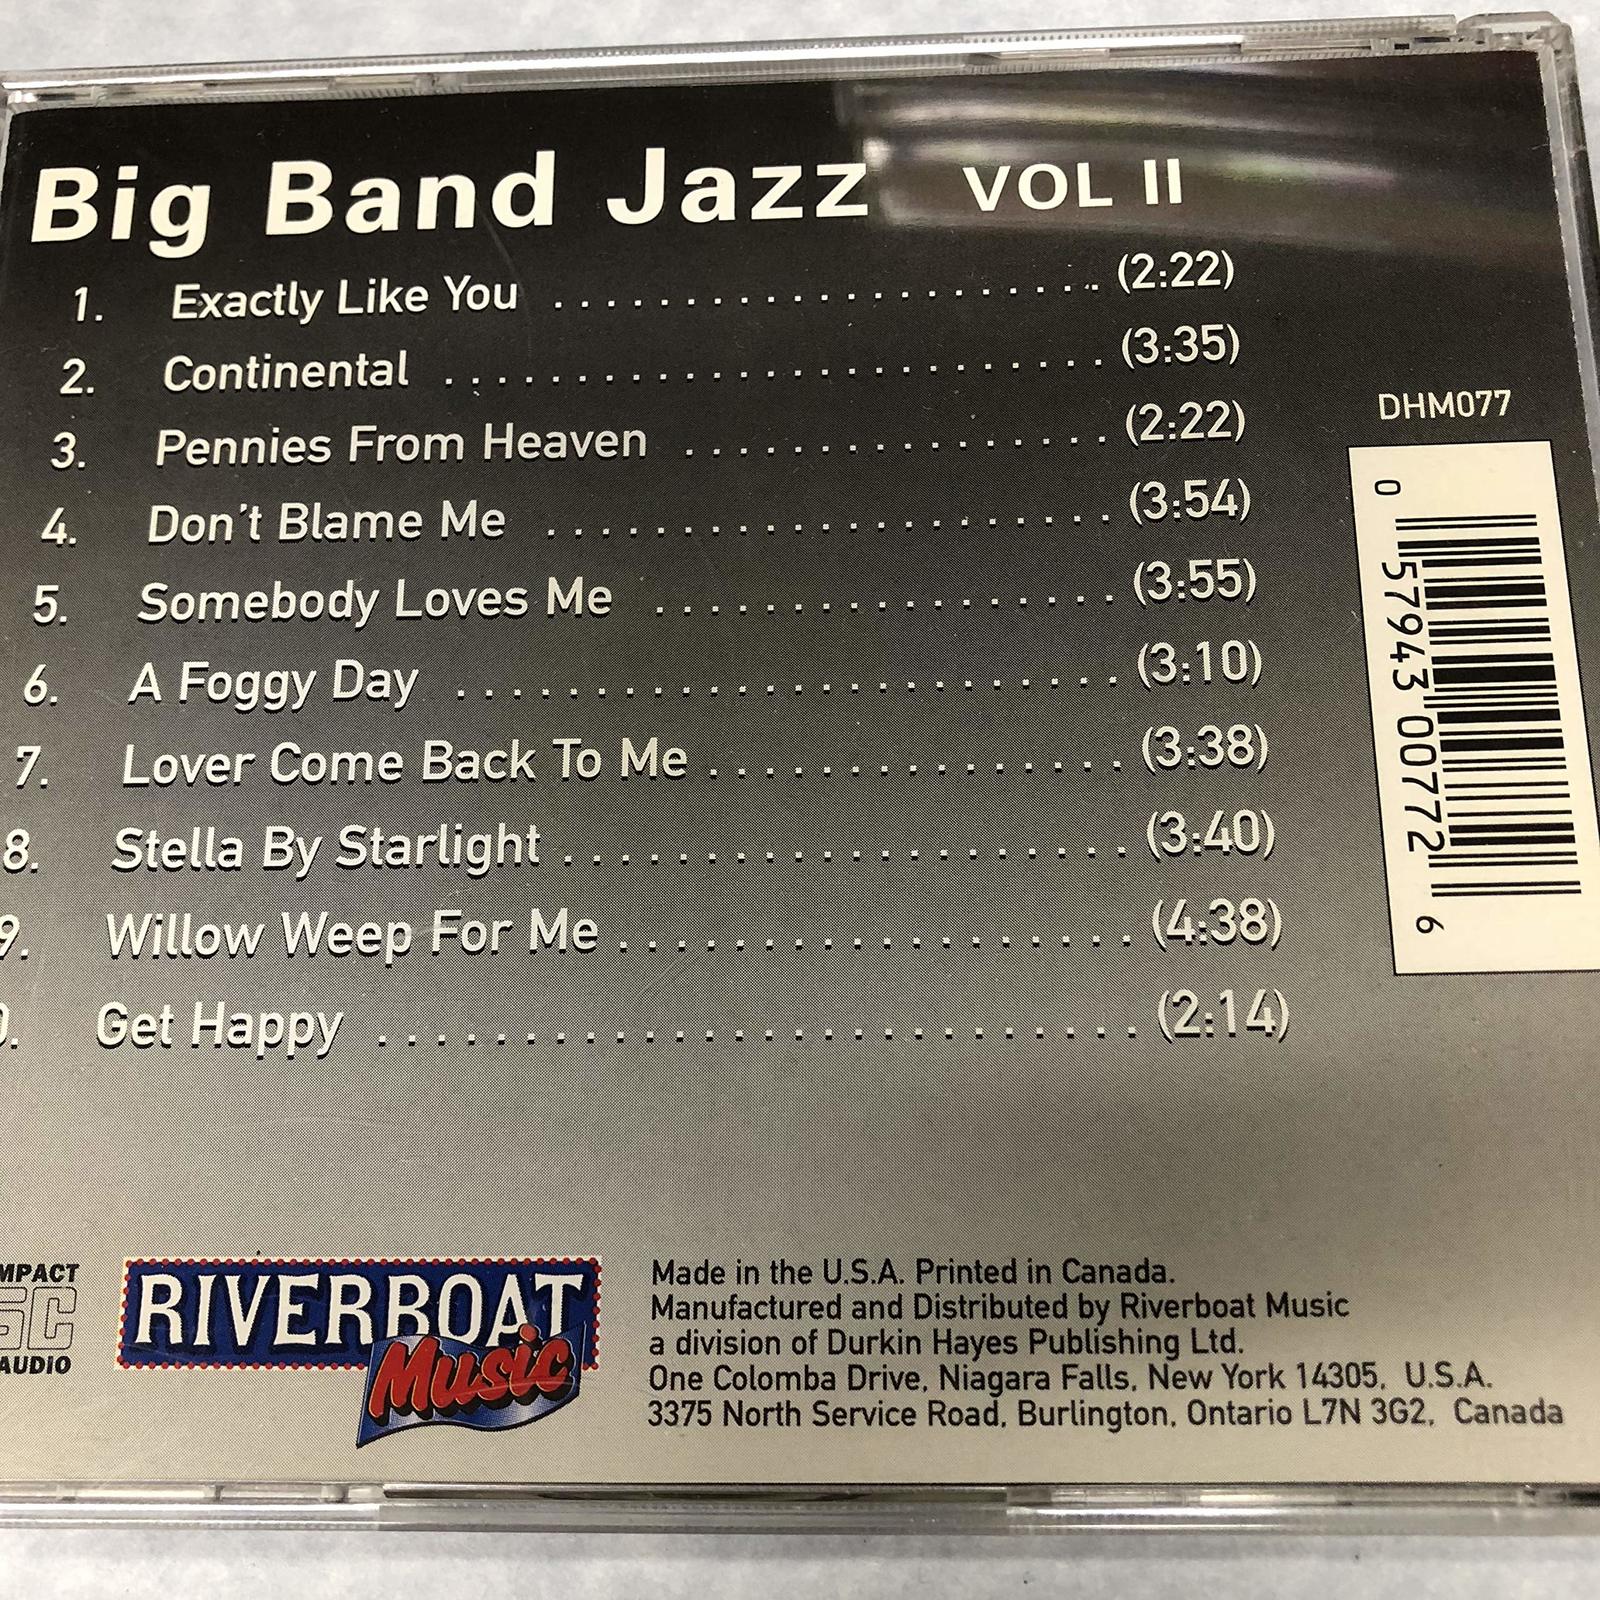 Big Band Jazz VOL II
1. Exactly Like You (2:22)
2. Continental (3:35)
3. Pennies From Heaven (2:22)
4. Don't Blame Me (3:54)
5. Somebody Loves Me (3:55)
6. A Foggy Day (3:10)
7. Lover Come Back To Me (3:38)
8. Stella By Starlight (3:40)
9. Willow Weep For Me (4:38)
0. Get Happy (2:14)
DHM077
0 57943 00772 6
MPACT
AUDIO
RIVERBOAT
Music
Made in the U.S.A. Printed in Canada.
Manufactured and Distributed by Riverboat Music
a division of Durkin Hayes Publishing Ltd.
One Colomba Drive, Niagara Falls, New York 14305, U.S.A.
3375 North Service Road, Burlington, Ontario L7N 3G2, Canada